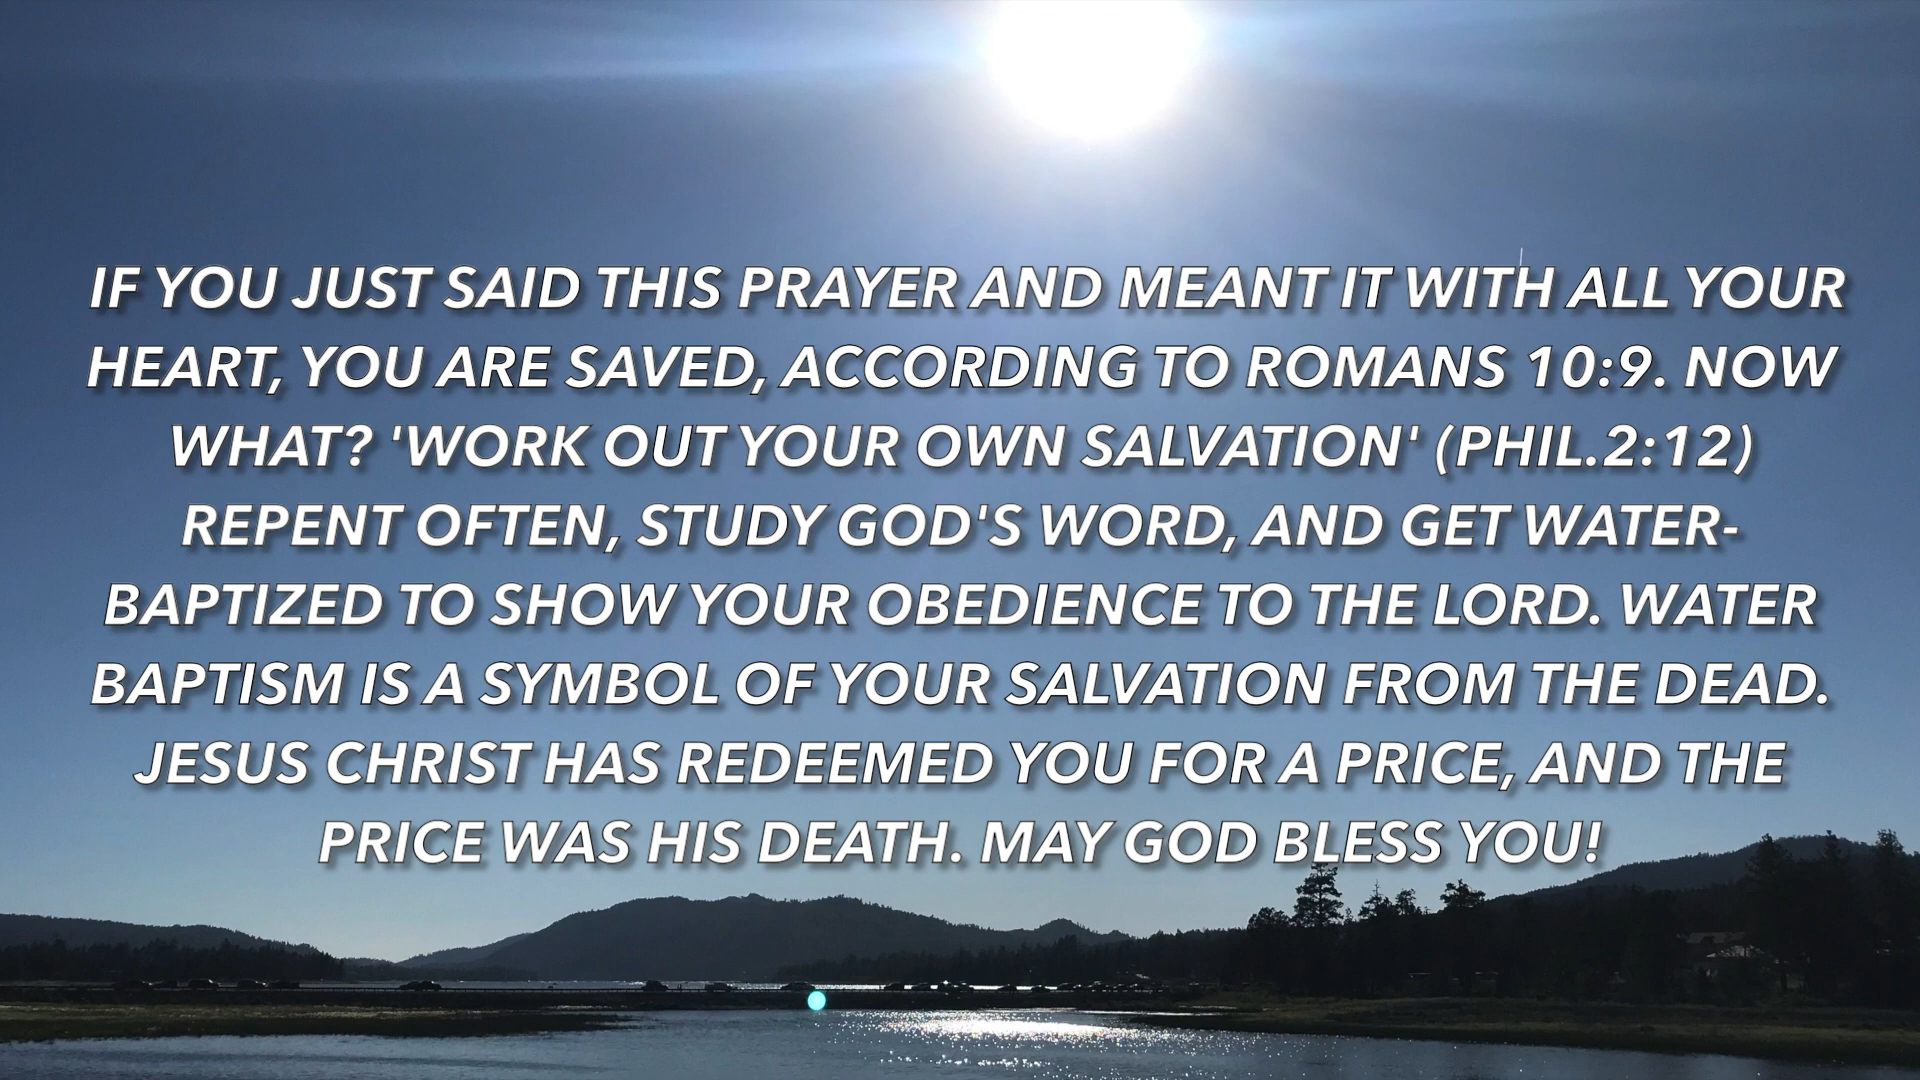 IF YOU JUST SAID THIS PRAYER AND MEANT IT WITH ALL YOUR
HEART, YOU ARE SAVED, ACCORDING TO ROMANS 10:9. NOW
WHAT? 'WORK OUT YOUR OWN SALVATION' (PHIL.2:12)
REPENT OFTEN, STUDY GOD'S WORD, AND GET WATER-
BAPTIZED TO SHOW YOUR OBEDIENCE TO THE LORD. WATER
BAPTISM IS A SYMBOL OF YOUR SALVATION FROM THE DEAD.
JESUS CHRIST HAS REDEEMED YOU FOR A PRICE, AND THE
PRICE WAS HIS DEATH. MAY GOD BLESS YOU!